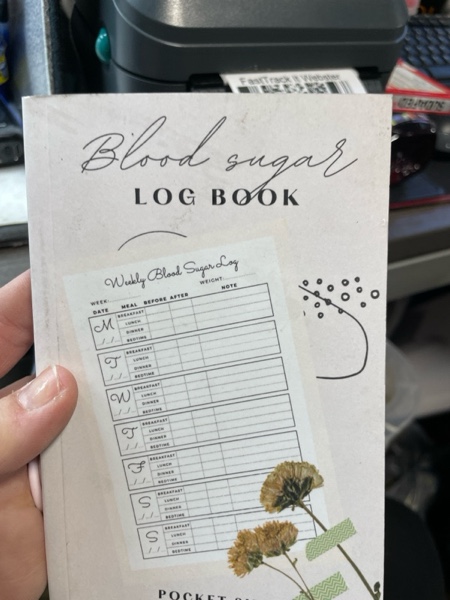 FastTrack it Webster
Blood sugar
LOG BOOK
Weekly Blood Sugar Log
WEEK: WEIGHT:
DATE MEAL BEFORE AFTER NOTE
M BREAKFAST
LUNCH
DINNER
/ / BEDTIME
T BREAKFAST
LUNCH
DINNER
/ / BEDTIME
W BREAKFAST
LUNCH
DINNER
/ / BEDTIME
T BREAKFAST
LUNCH
DINNER
/ / BEDTIME
F BREAKFAST
LUNCH
DINNER
/ / BEDTIME
S BREAKFAST
LUNCH
DINNER
/ / BEDTIME
S BREAKFAST
LUNCH
DINNER
/ / BEDTIME
POCKET